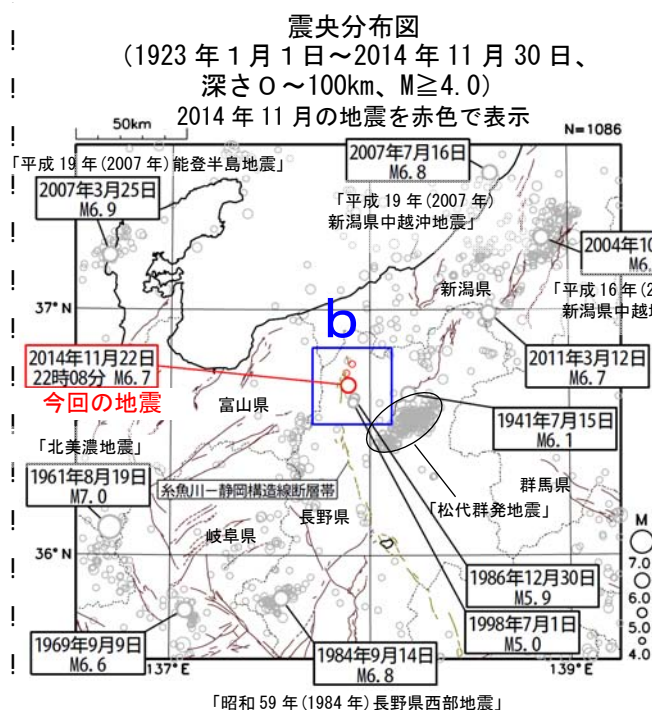 震央分布図
(1923年1月1日～2014年11月30日、
深さ0～100km、M≧4.0)
2014年11月の地震を赤色で表示
50km
N=1086
「平成19年(2007年)能登半島地震」
2007年3月25日
M6.9
2007年7月16日
M6.8
「平成19年(2007年)
新潟県中越沖地震」
2004年10
M6.
37°N
新潟県
「平成16年(2
新潟県中越地
b
2011年3月12日
M6.7
2014年11月22日
22時08分 M6.7
今回の地震
富山県
1941年7月15日
M6.1
「北美濃地震」
1961年8月19日
M7.0
糸魚川－静岡構造線断層帯
「松代群発地震」
群馬県
長野県
岐阜県
36°N
M
7.0
6.0
5.0
4.0
1986年12月30日
M5.9
1998年7月1日
M5.0
1969年9月9日
M6.6
1984年9月14日
M6.8
137°E
139°E
「昭和59年(1984年)長野県西部地震」